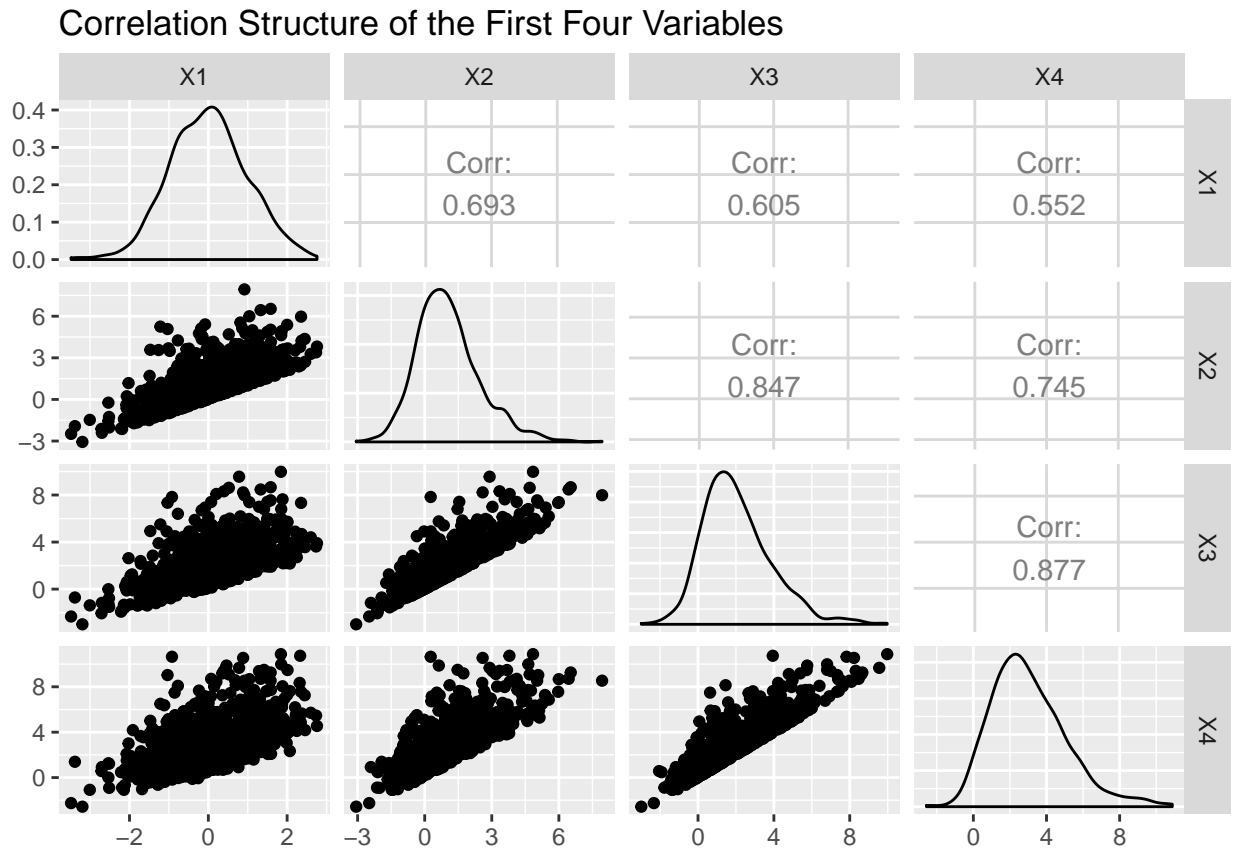 Correlation Structure of the First Four Variables
X1 X2 X3 X4
0.4
0.3
0.2
0.1
0.0
Corr:
0.693
Corr:
0.605
Corr:
0.552
X1
6
3
0
−3
Corr:
0.847
Corr:
0.745
X2
8
4
0
Corr:
0.877
X3
8
4
0
X4
−2 0 2 −3 0 3 6 0 4 8 0 4 8